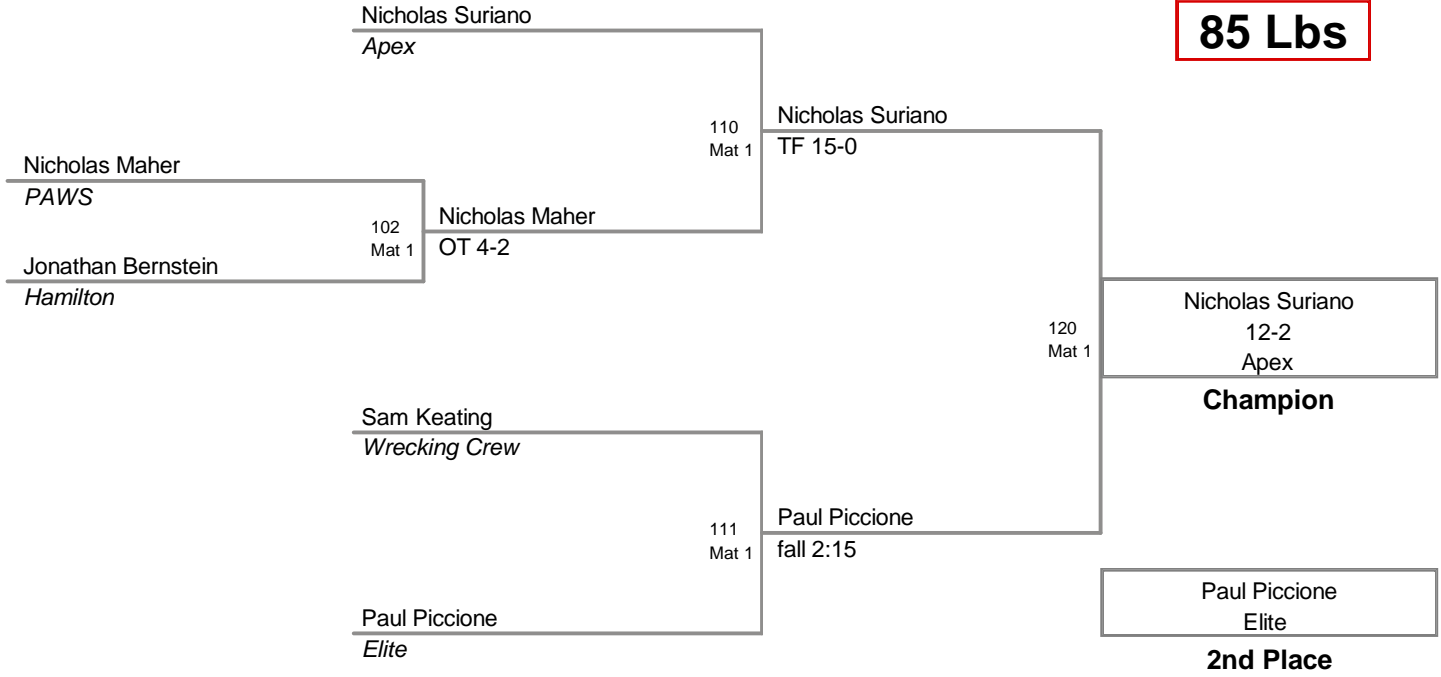 Nicholas Suriano
Apex
85 Lbs
110
Mat 1
Nicholas Suriano
TF 15-0
Nicholas Maher
PAWS
102
Mat 1
Nicholas Maher
OT 4-2
Jonathan Bernstein
Hamilton
120
Mat 1
Nicholas Suriano
12-2
Apex
Champion
Sam Keating
Wrecking Crew
111
Mat 1
Paul Piccione
fall 2:15
Paul Piccione
Elite
Paul Piccione
Elite
2nd Place